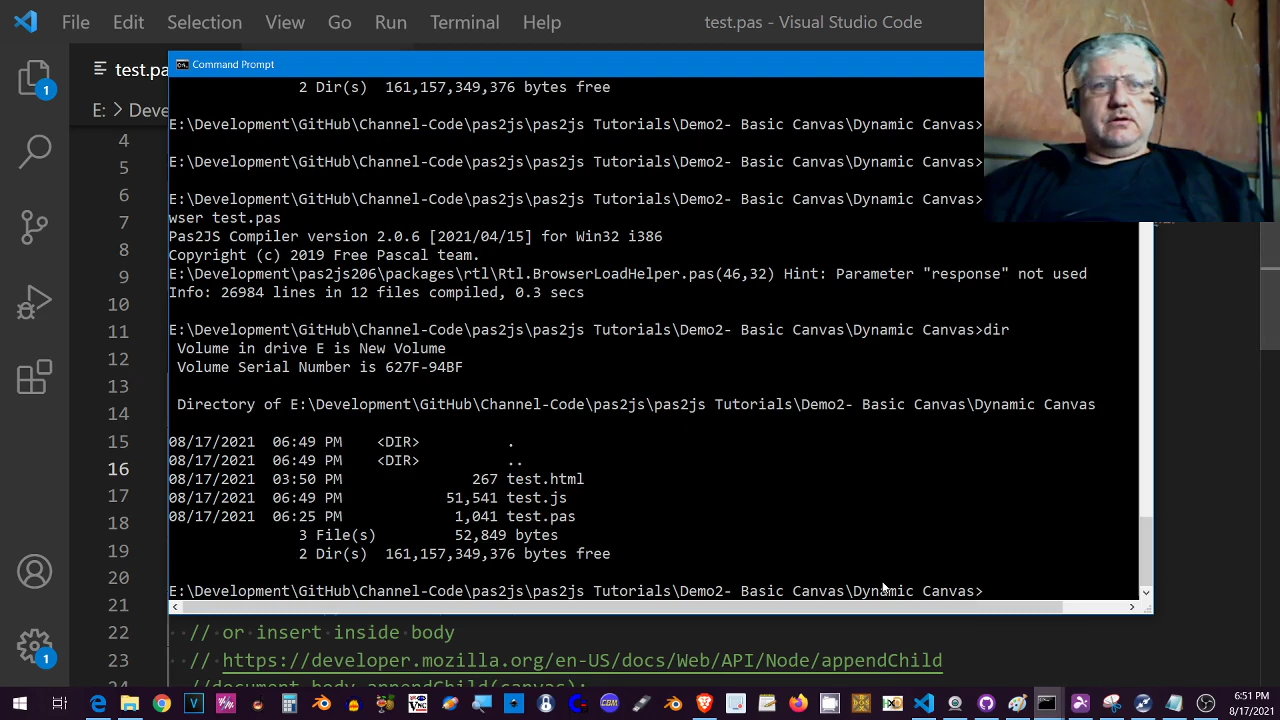 File Edit Selection View Go Run Terminal Help
test.pas - Visual Studio Code
test.pa
E: > Deve
Command Prompt
2 Dir(s) 161,157,349,376 bytes free
E:\Development\GitHub\Channel-Code\pas2js\pas2js Tutorials\Demo2- Basic Canvas\Dynamic Canvas>
E:\Development\GitHub\Channel-Code\pas2js\pas2js Tutorials\Demo2- Basic Canvas\Dynamic Canvas>
E:\Development\GitHub\Channel-Code\pas2js\pas2js Tutorials\Demo2- Basic Canvas\Dynamic Canvas>
wser test.pas
Pas2JS Compiler version 2.0.6 [2021/04/15] for Win32 i386
Copyright (c) 2019 Free Pascal team.
E:\Development\pas2js206\packages\rtl\Rtl.BrowserLoadHelper.pas(46,32) Hint: Parameter "response" not used
Info: 26984 lines in 12 files compiled, 0.3 secs
E:\Development\GitHub\Channel-Code\pas2js\pas2js Tutorials\Demo2- Basic Canvas\Dynamic Canvas>dir
Volume in drive E is New Volume
Volume Serial Number is 627F-94BF
Directory of E:\Development\GitHub\Channel-Code\pas2js\pas2js Tutorials\Demo2- Basic Canvas\Dynamic Canvas
08/17/2021 06:49 PM <DIR> .
08/17/2021 06:49 PM <DIR> ..
08/17/2021 03:50 PM 267 test.html
08/17/2021 06:49 PM 51,541 test.js
08/17/2021 06:25 PM 1,041 test.pas
3 File(s) 52,849 bytes
2 Dir(s) 161,157,349,376 bytes free
E:\Development\GitHub\Channel-Code\pas2js\pas2js Tutorials\Demo2- Basic Canvas\Dynamic Canvas>
4
5
6
7
8
9
10
11
12
13
14
15
16
17
18
19
20
21
22 // or insert inside body
23 // https://developer.mozilla.org/en-US/docs/Web/API/Node/appendChild
//document.body.appendChild(canvas);
1
1
6:51 PM
8/17/2021